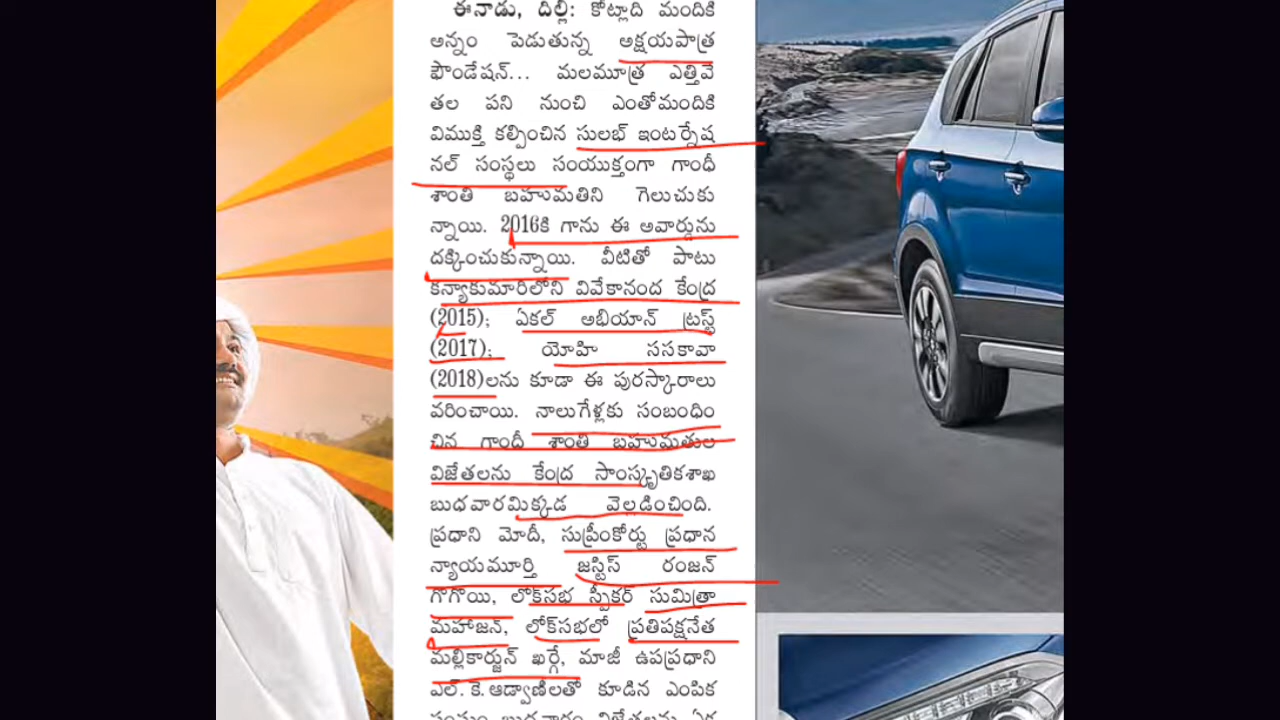 ఈనాడు, దిల్లీ: కోట్లాది మందికి
అన్నం పెడుతున్న అక్షయపాత్ర
ఫౌండేషన్... మలమూత్ర ఎత్తివే
తల పని నుంచి ఎంతోమందికి
విముక్తి కల్పించిన సులభ్ ఇంటర్నేష
నల్ సంస్థలు సంయుక్తంగా గాంధీ
శాంతి బహుమతిని గెలుచుకు
న్నాయి. 2016కి గాను ఈ అవార్డును
దక్కించుకున్నాయి. వీటితో పాటు
కన్యాకుమారిలోని వివేకానంద కేంద్ర
(2015); ఏకల్ అభియాన్ ట్రస్ట్
(2017); యోహి ససకావా
(2018)లను కూడా ఈ పురస్కారాలు
వరించాయి. నాలుగేళ్లకు సంబంధిం
చిన గాందీ శాంతి బహుమతుల
విజేతలను కేంద్ర సాంస్కృతికశాఖ
బుధవారమిక్కడ వెల్లడించింది.
ప్రధాని మోదీ, సుప్రీంకోర్టు ప్రధాన
న్యాయమూర్తి జస్టిస్ రంజన్
గొగొయి, లోక్‌సభ స్పీకర్ సుమిత్రా
మహాజన్, లోక్‌సభలో ప్రతిపక్షనేత
మల్లికార్జున్ ఖర్గే, మాజీ ఉపప్రధాని
ఎల్.కె.ఆడ్వాణీలతో కూడిన ఎంపిక